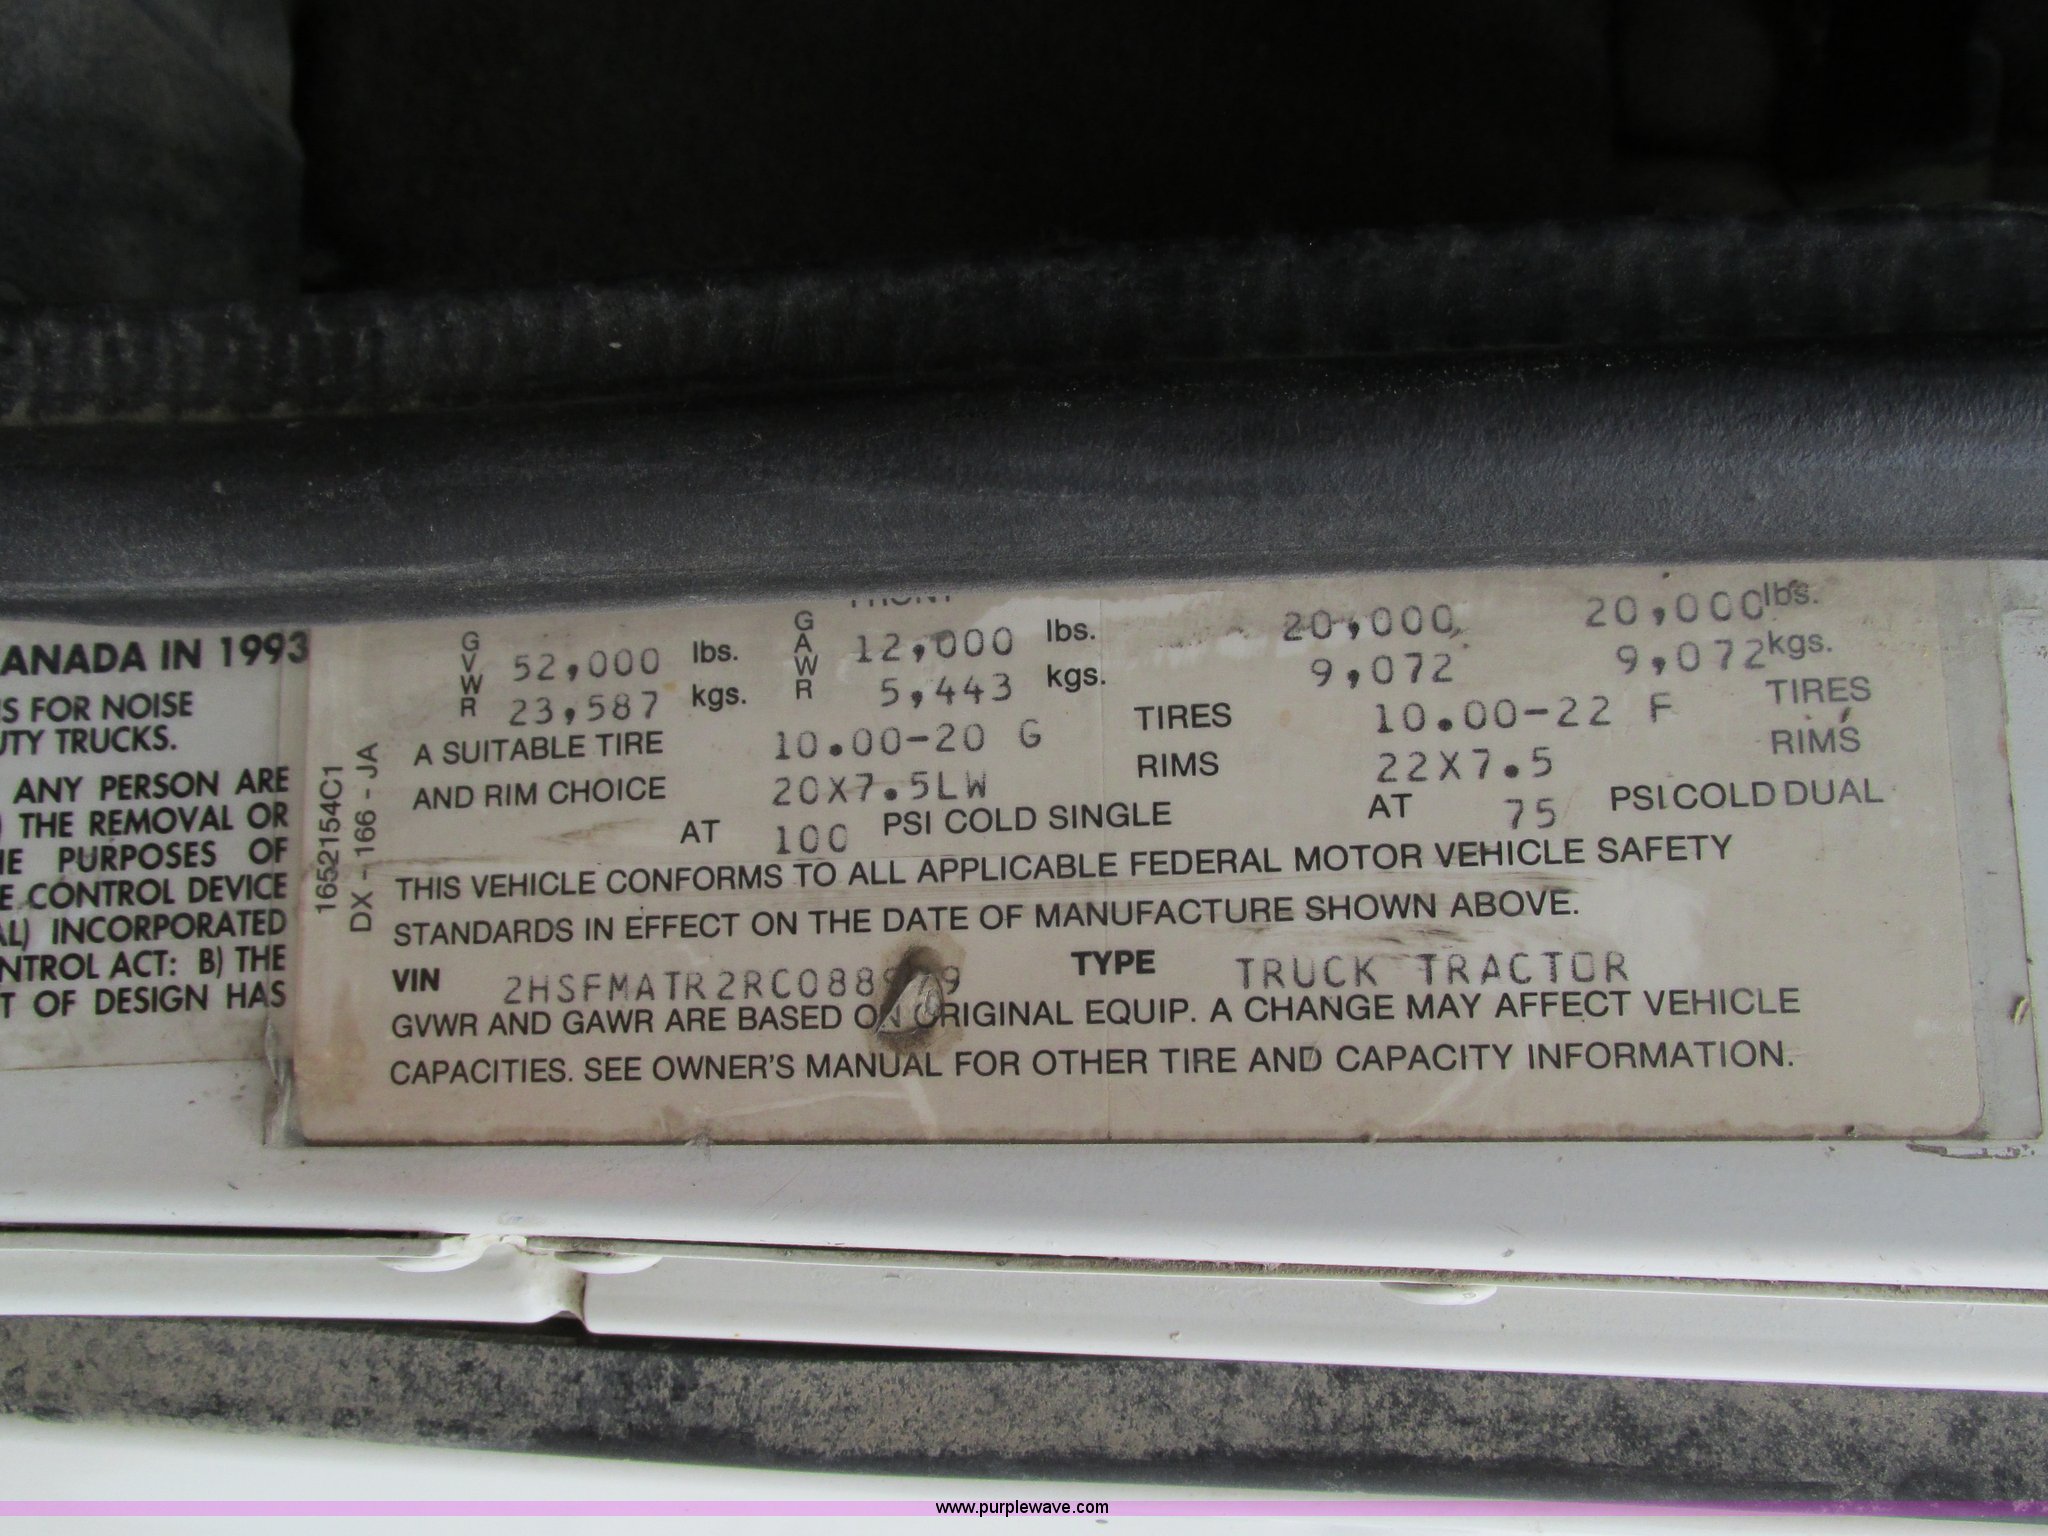 ANADA IN 1993
S FOR NOISE
UTY TRUCKS.
ANY PERSON ARE
) THE REMOVAL OR
HE PURPOSES OF
E CONTROL DEVICE
AL) INCORPORATED
NTROL ACT: B) THE
T OF DESIGN HAS
1652154C1
DX - 166 - JA
FRONT
GVWR 52,000 lbs. GAWR 12,000 lbs. 20,000 20,000 lbs.
23,587 kgs. 5,443 kgs. 9,072 9,072 kgs.
A SUITABLE TIRE 10.00-20 G TIRES 10.00-22 F TIRES
AND RIM CHOICE 20X7.5LW RIMS 22X7.5 RIMS
AT 100 PSI COLD SINGLE AT 75 PSI COLD DUAL
THIS VEHICLE CONFORMS TO ALL APPLICABLE FEDERAL MOTOR VEHICLE SAFETY
STANDARDS IN EFFECT ON THE DATE OF MANUFACTURE SHOWN ABOVE.
VIN TYPE TRUCK TRACTOR
GVWR AND GAWR ARE BASED ON ORIGINAL EQUIP. A CHANGE MAY AFFECT VEHICLE
CAPACITIES. SEE OWNER'S MANUAL FOR OTHER TIRE AND CAPACITY INFORMATION.
www.purplewave.com